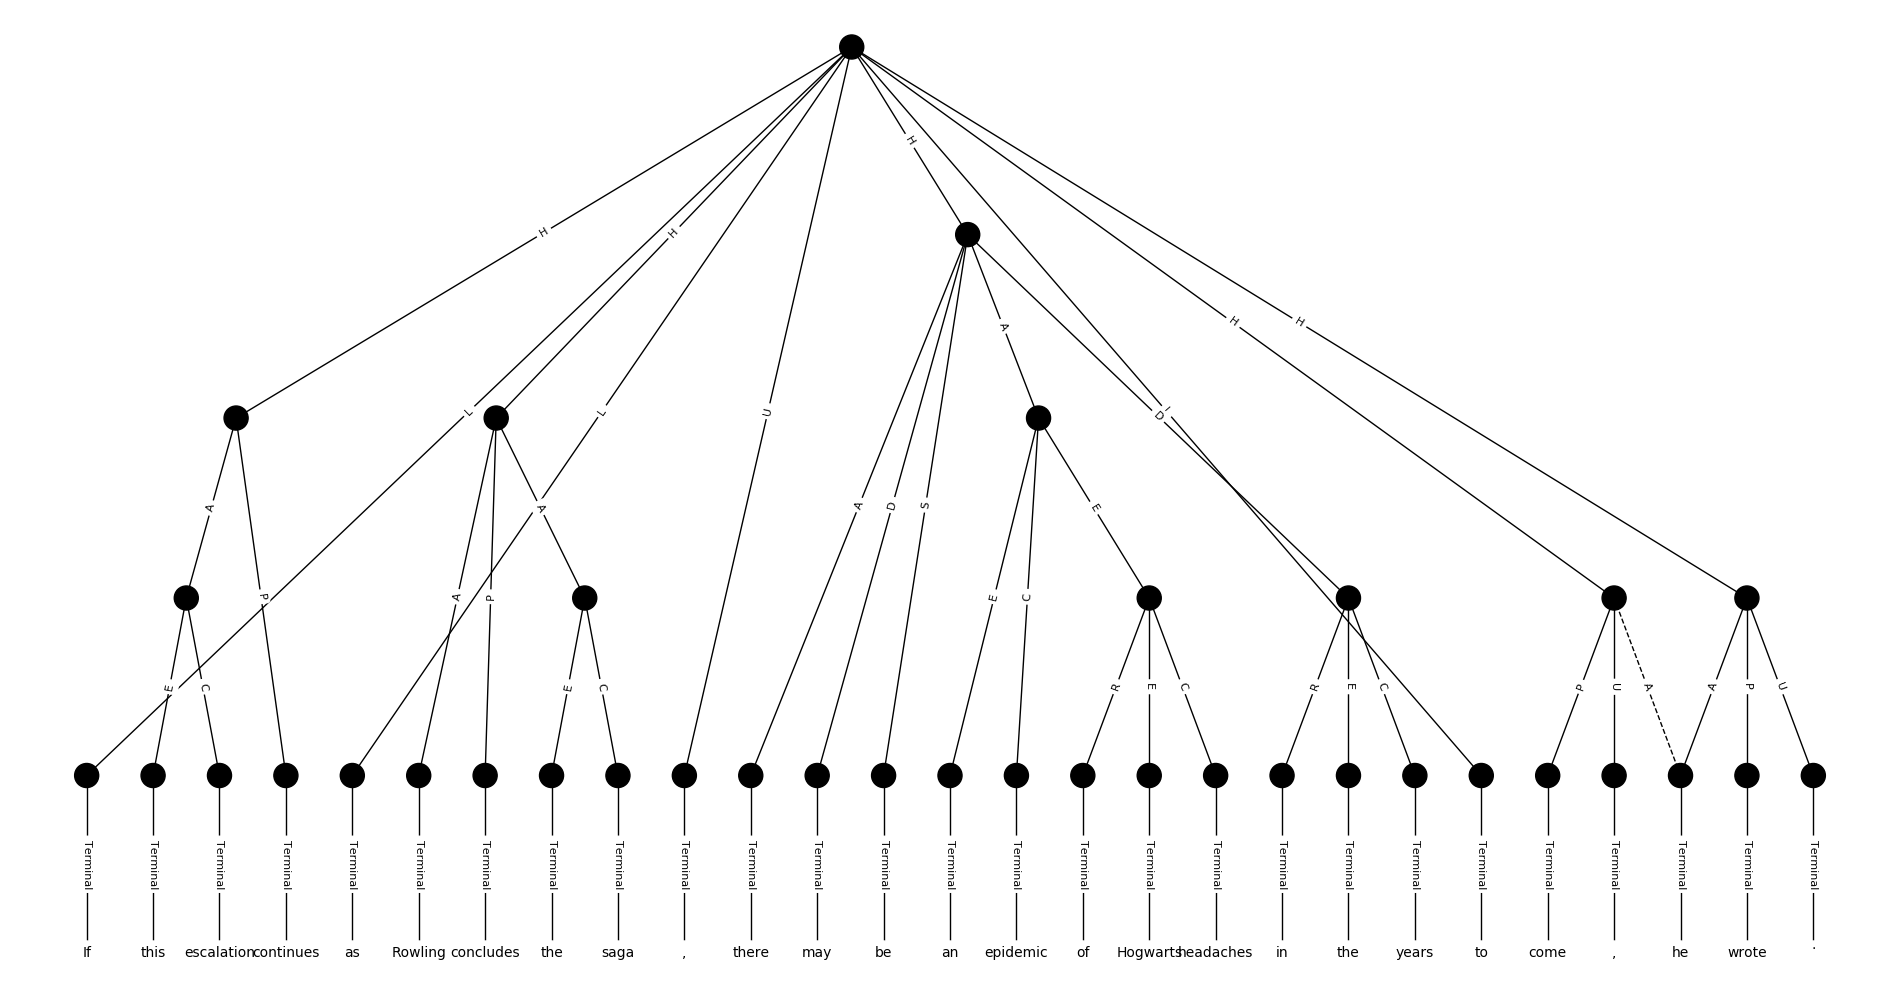 H
H
H
H
H
L
L
U
I
A
D
A
A
D
S
A
E
P
A
P
E
C
E
C
E
C
R
E
C
R
E
C
P
U
A
A
P
U
Terminal Terminal Terminal Terminal Terminal Terminal Terminal Terminal Terminal Terminal Terminal Terminal Terminal Terminal Terminal Terminal Terminal Terminal Terminal Terminal Terminal Terminal Terminal Terminal Terminal Terminal Terminal
If this escalation continues as Rowling concludes the saga , there may be an epidemic of Hogwarts headaches in the years to come , he wrote .